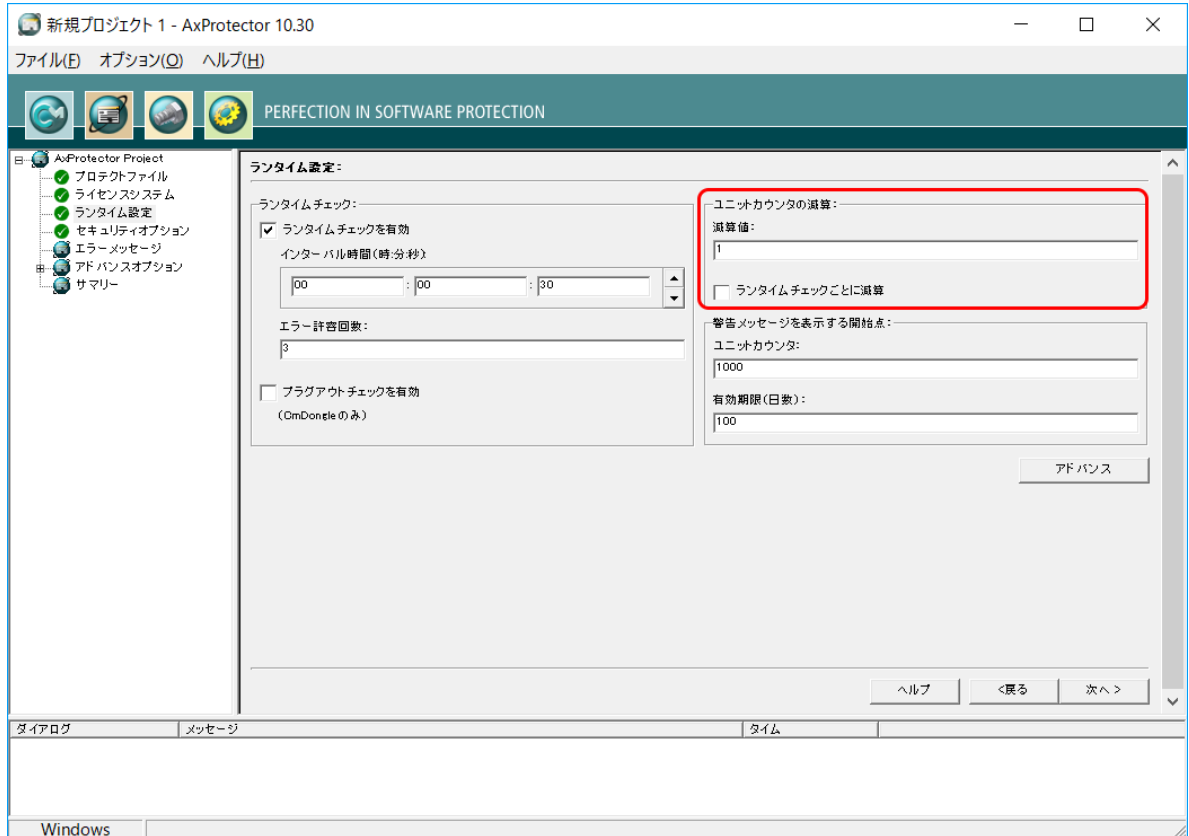 新規プロジェクト 1 - AxProtector 10.30
ファイル(F) オプション(O) ヘルプ(H)
PERFECTION IN SOFTWARE PROTECTION
AxProtector Project
プロテクトファイル
ライセンスシステム
ランタイム設定
セキュリティオプション
エラーメッセージ
アドバンスオプション
サマリー
ランタイム設定:
ランタイムチェック:
ランタイムチェックを有効
インターバル時間(時:分:秒):
00 : 00 : 30
エラー許容回数:
3
プラグアウトチェックを有効
(CmDongleのみ)
ユニットカウンタの減算:
減算値:
1
ランタイムチェックごとに減算
警告メッセージを表示する開始点:
ユニットカウンタ:
1000
有効期限(日数):
100
アドバンス
ヘルプ <戻る 次へ >
ダイアログ メッセージ タイム
Windows